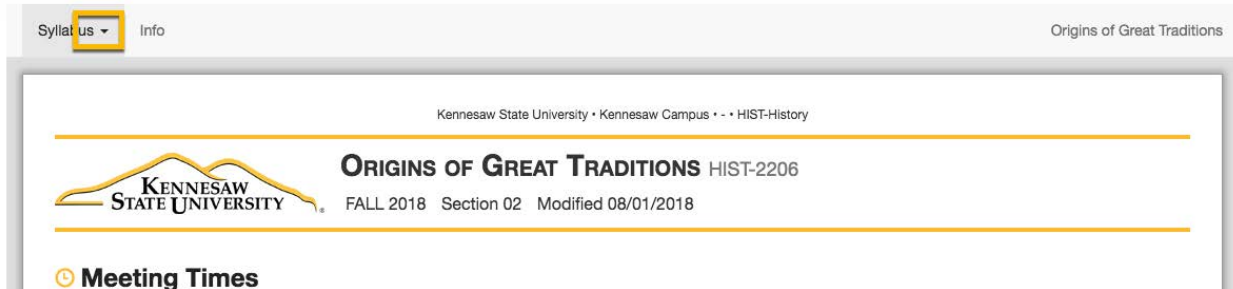 Syllabus Info Origins of Great Traditions
Kennesaw State University • Kennesaw Campus • - • HIST-History
KENNESAW
STATE UNIVERSITY ®
ORIGINS OF GREAT TRADITIONS HIST-2206
FALL 2018 Section 02 Modified 08/01/2018
Meeting Times